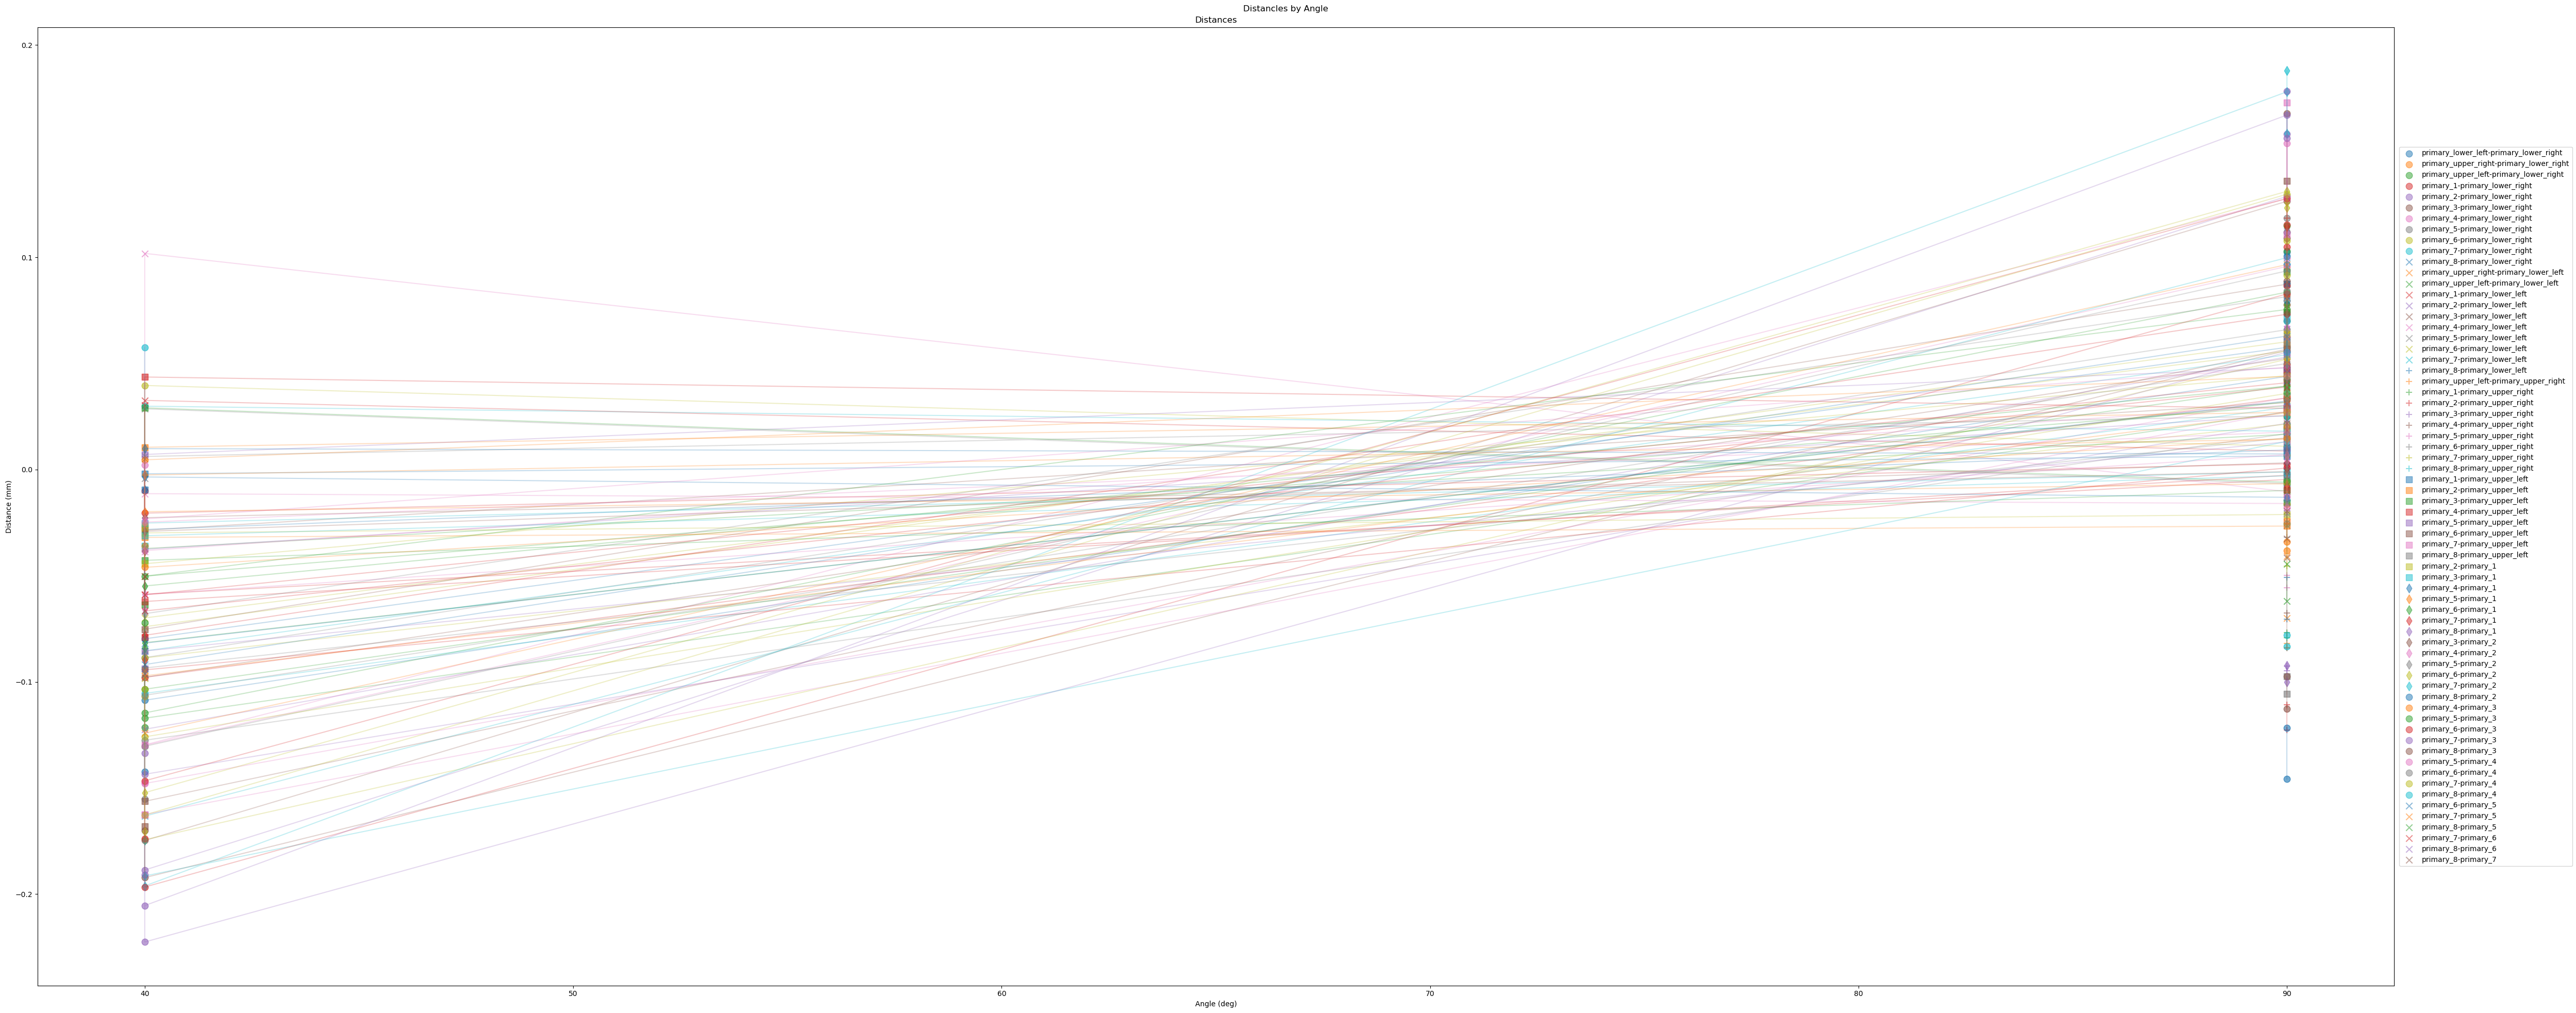 Distancles by Angle
Distances
0.2
0.1
0.0
−0.1
−0.2
Distance (mm)
40
50
60
70
80
90
Angle (deg)
primary_lower_left-primary_lower_right
primary_upper_right-primary_lower_right
primary_upper_left-primary_lower_right
primary_1-primary_lower_right
primary_2-primary_lower_right
primary_3-primary_lower_right
primary_4-primary_lower_right
primary_5-primary_lower_right
primary_6-primary_lower_right
primary_7-primary_lower_right
primary_8-primary_lower_right
primary_upper_right-primary_lower_left
primary_upper_left-primary_lower_left
primary_1-primary_lower_left
primary_2-primary_lower_left
primary_3-primary_lower_left
primary_4-primary_lower_left
primary_5-primary_lower_left
primary_6-primary_lower_left
primary_7-primary_lower_left
primary_8-primary_lower_left
primary_upper_left-primary_upper_right
primary_1-primary_upper_right
primary_2-primary_upper_right
primary_3-primary_upper_right
primary_4-primary_upper_right
primary_5-primary_upper_right
primary_6-primary_upper_right
primary_7-primary_upper_right
primary_8-primary_upper_right
primary_1-primary_upper_left
primary_2-primary_upper_left
primary_3-primary_upper_left
primary_4-primary_upper_left
primary_5-primary_upper_left
primary_6-primary_upper_left
primary_7-primary_upper_left
primary_8-primary_upper_left
primary_2-primary_1
primary_3-primary_1
primary_4-primary_1
primary_5-primary_1
primary_6-primary_1
primary_7-primary_1
primary_8-primary_1
primary_3-primary_2
primary_4-primary_2
primary_5-primary_2
primary_6-primary_2
primary_7-primary_2
primary_8-primary_2
primary_4-primary_3
primary_5-primary_3
primary_6-primary_3
primary_7-primary_3
primary_8-primary_3
primary_5-primary_4
primary_6-primary_4
primary_7-primary_4
primary_8-primary_4
primary_6-primary_5
primary_7-primary_5
primary_8-primary_5
primary_7-primary_6
primary_8-primary_6
primary_8-primary_7